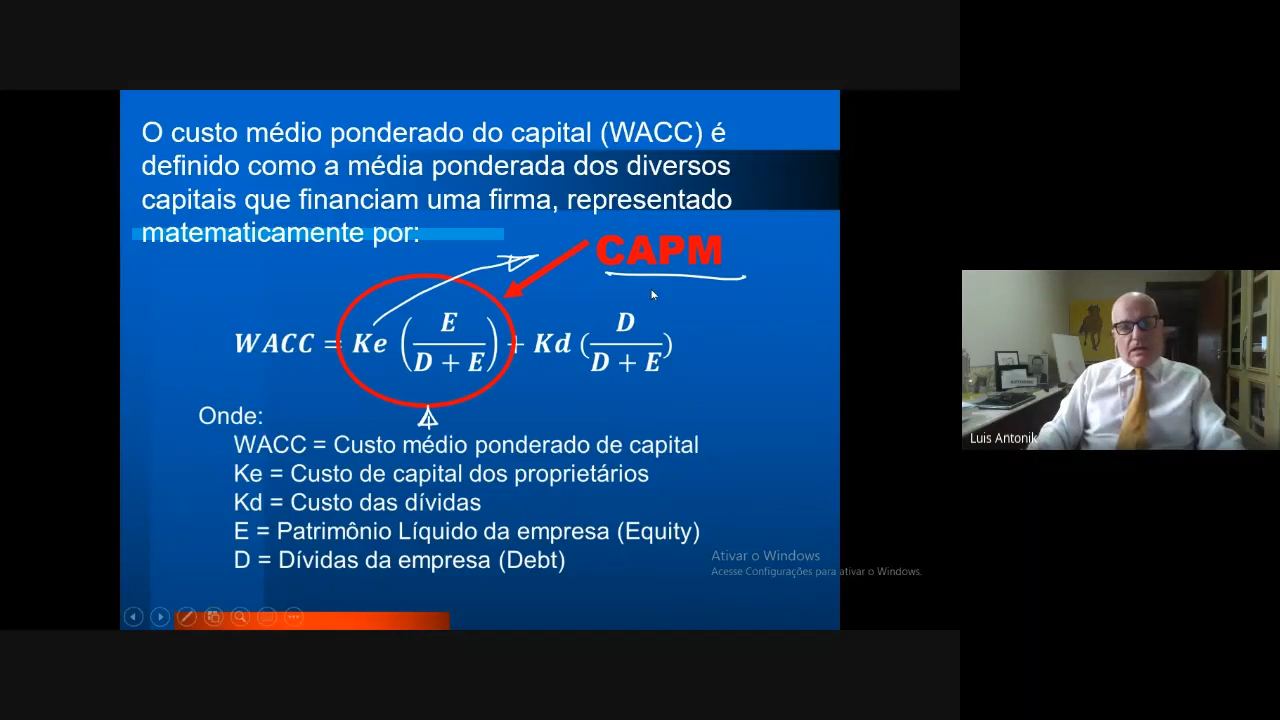 O custo médio ponderado do capital (WACC) é
definido como a média ponderada dos diversos
capitais que financiam uma firma, representado
matematicamente por:
CAPM
WACC = Ke (E / D + E) + Kd (D / D + E)
Onde:
WACC = Custo médio ponderado de capital
Ke = Custo de capital dos proprietários
Kd = Custo das dívidas
E = Patrimônio Líquido da empresa (Equity)
D = Dívidas da empresa (Debt)
Ativar o Windows
Acesse Configurações para ativar o Windows.
Luis Antonik